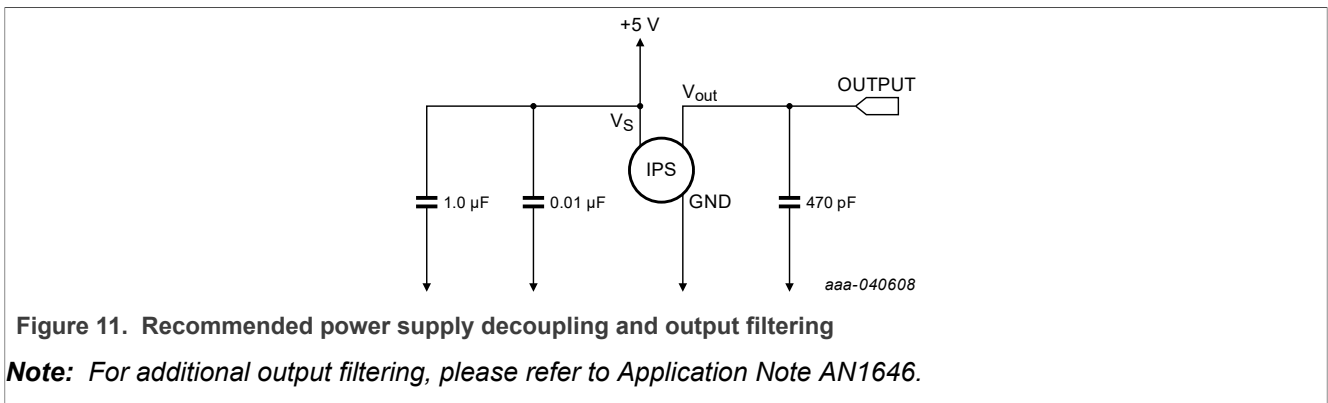 +5 V
OUTPUT
Vout
VS
IPS
GND
1.0 µF
0.01 µF
470 pF
aaa-040608
Figure 11. Recommended power supply decoupling and output filtering
Note: For additional output filtering, please refer to Application Note AN1646.